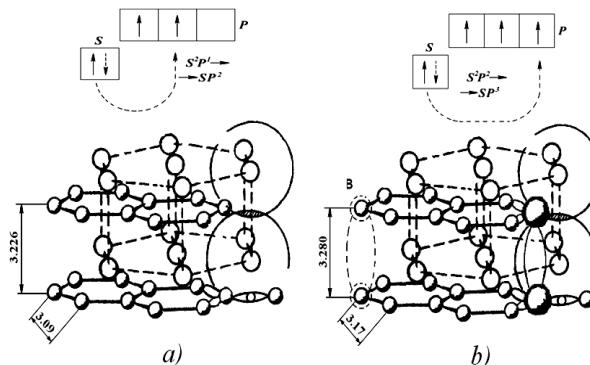 S
P
S²P¹→
→SP²
3.226
3.09
a)
S
P
S²P²→
→SP³
B
3.280
3.17
b)